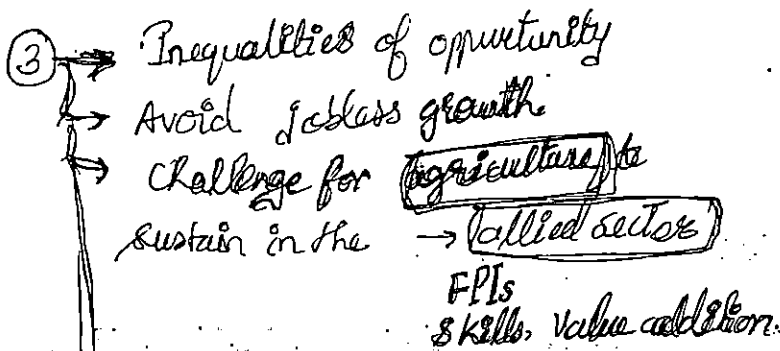 3 → Inequalities of oppurtunity
→ Avoid jobless growth.
→ Challenge for agriculture to
sustain in the → allied sector
FPIs
Skills, Value addition.